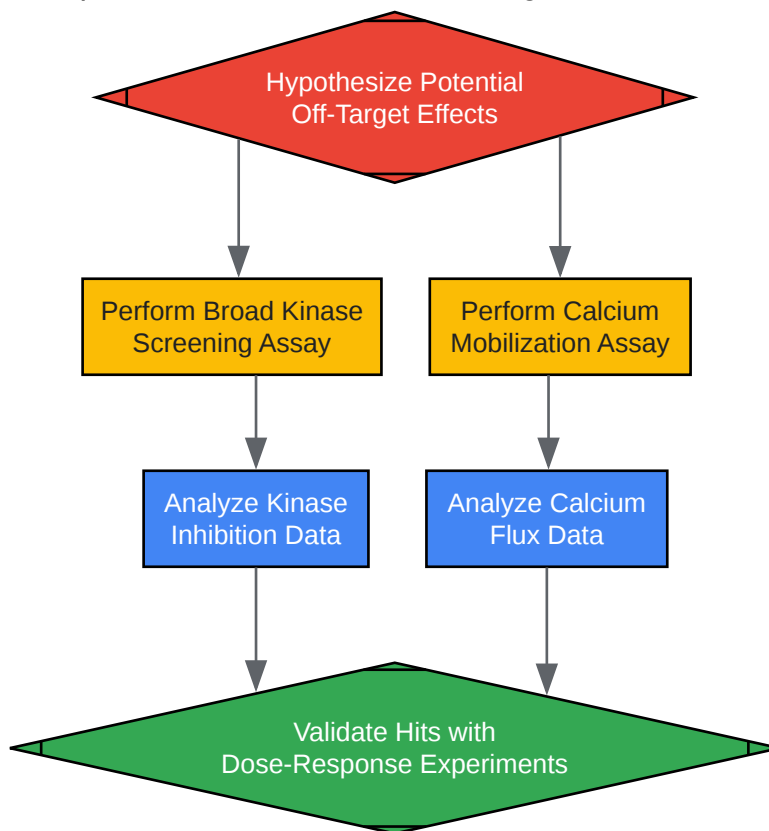 Hypothesize Potential
Off-Target Effects
Perform Broad Kinase
Screening Assay
Perform Calcium
Mobilization Assay
Analyze Kinase
Inhibition Data
Analyze Calcium
Flux Data
Validate Hits with
Dose-Response Experiments